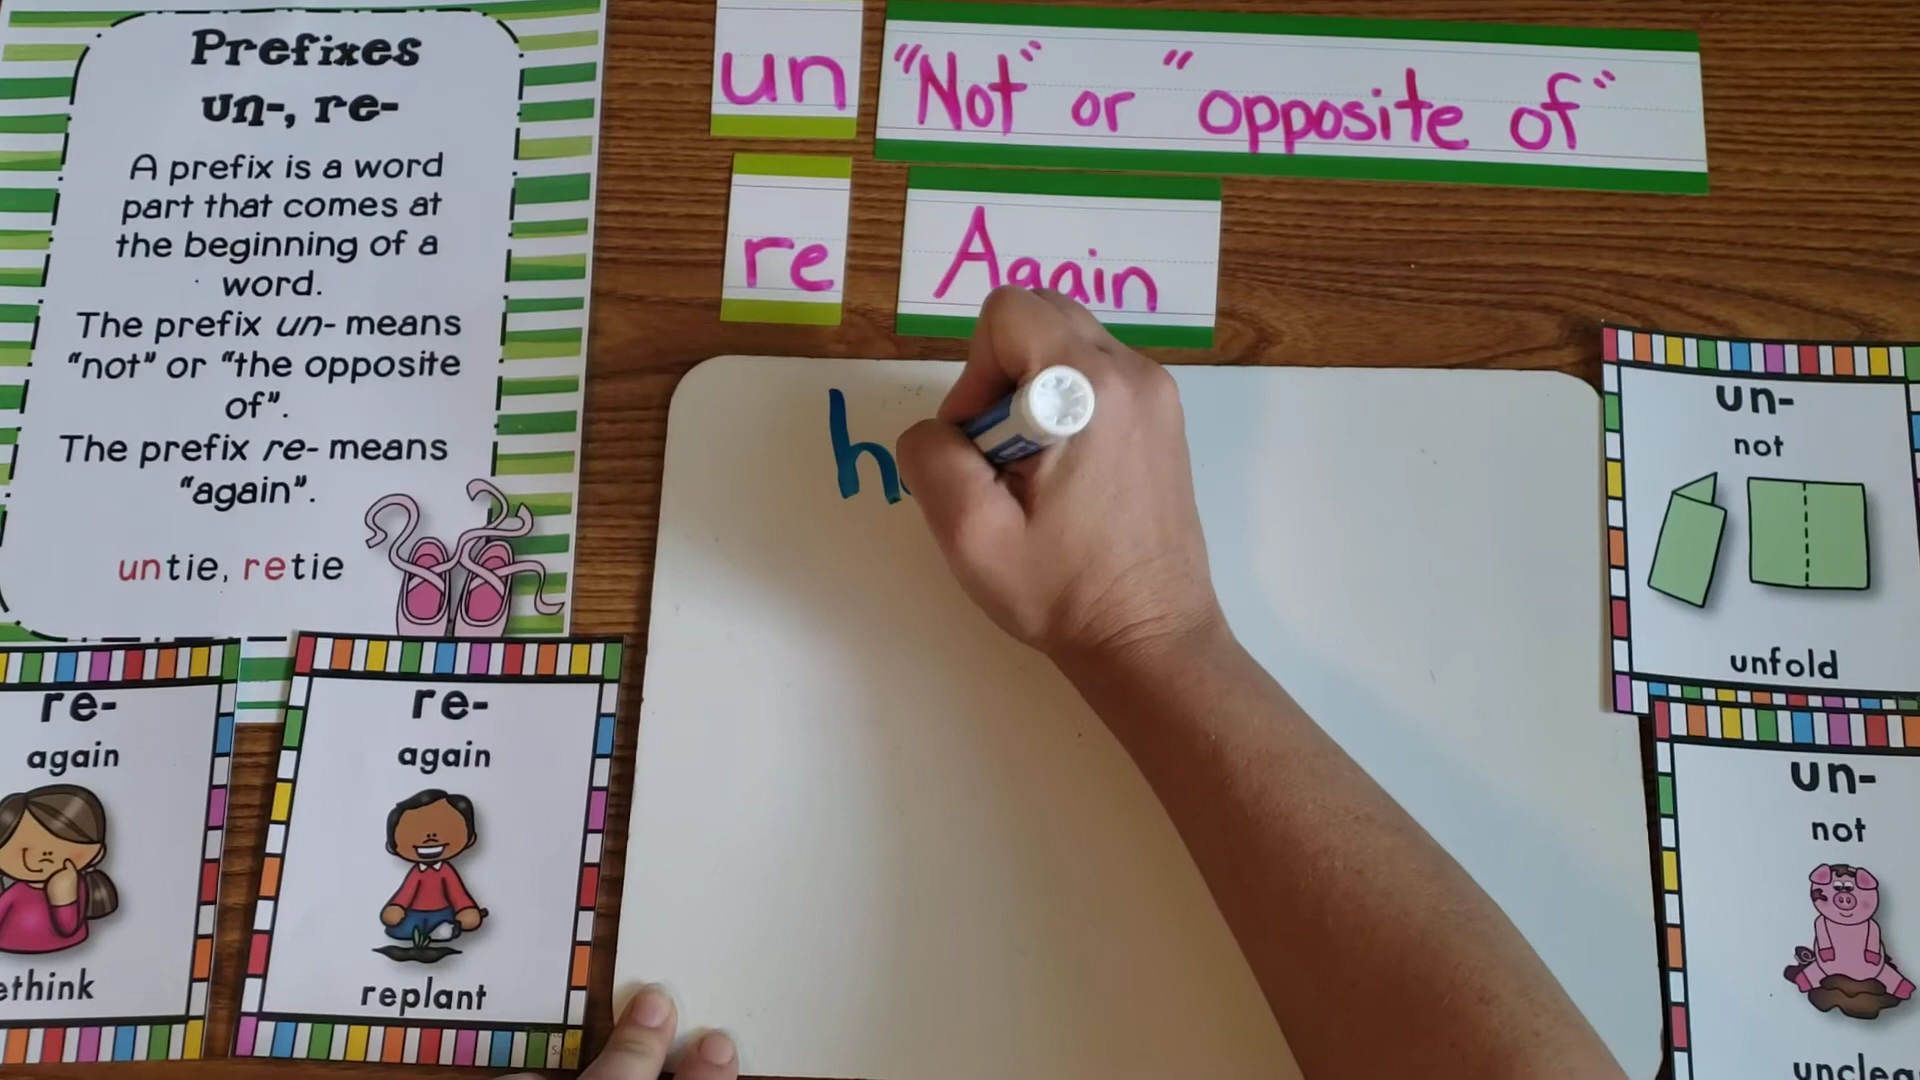 Prefixes
un-, re-
A prefix is a word
part that comes at
the beginning of a
word.
The prefix un- means
"not" or "the opposite
of".
The prefix re- means
"again".
untie, retie
un
"Not" or "opposite of"
re
Again
h
re-
again
ethink
re-
again
replant
un-
not
unfold
un-
not
unclea